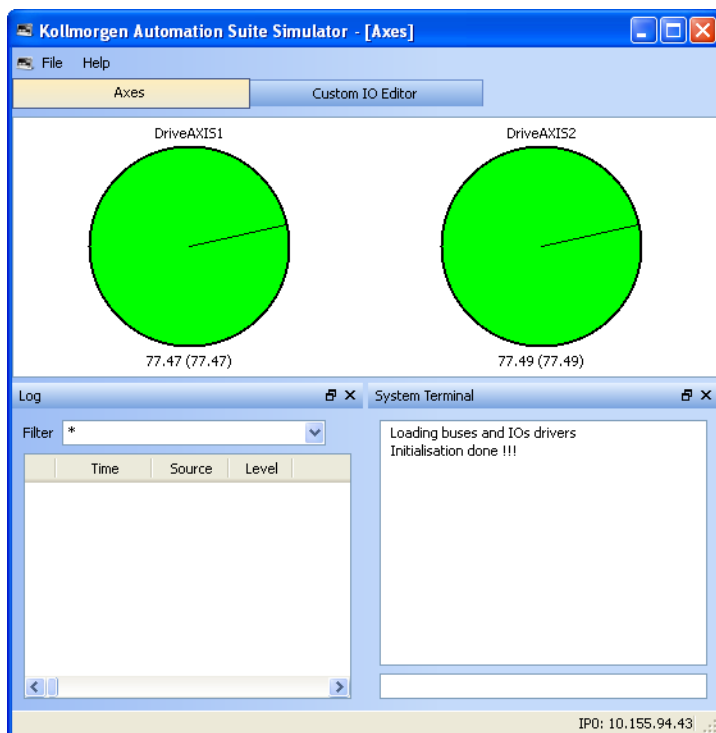 Kollmorgen Automation Suite Simulator - [Axes]
File Help
Axes Custom IO Editor
DriveAXIS1 DriveAXIS2
77.47 (77.47) 77.49 (77.49)
Log System Terminal
Filter *
Time Source Level
Loading buses and IOs drivers
Initialisation done !!!
IP0: 10.155.94.43